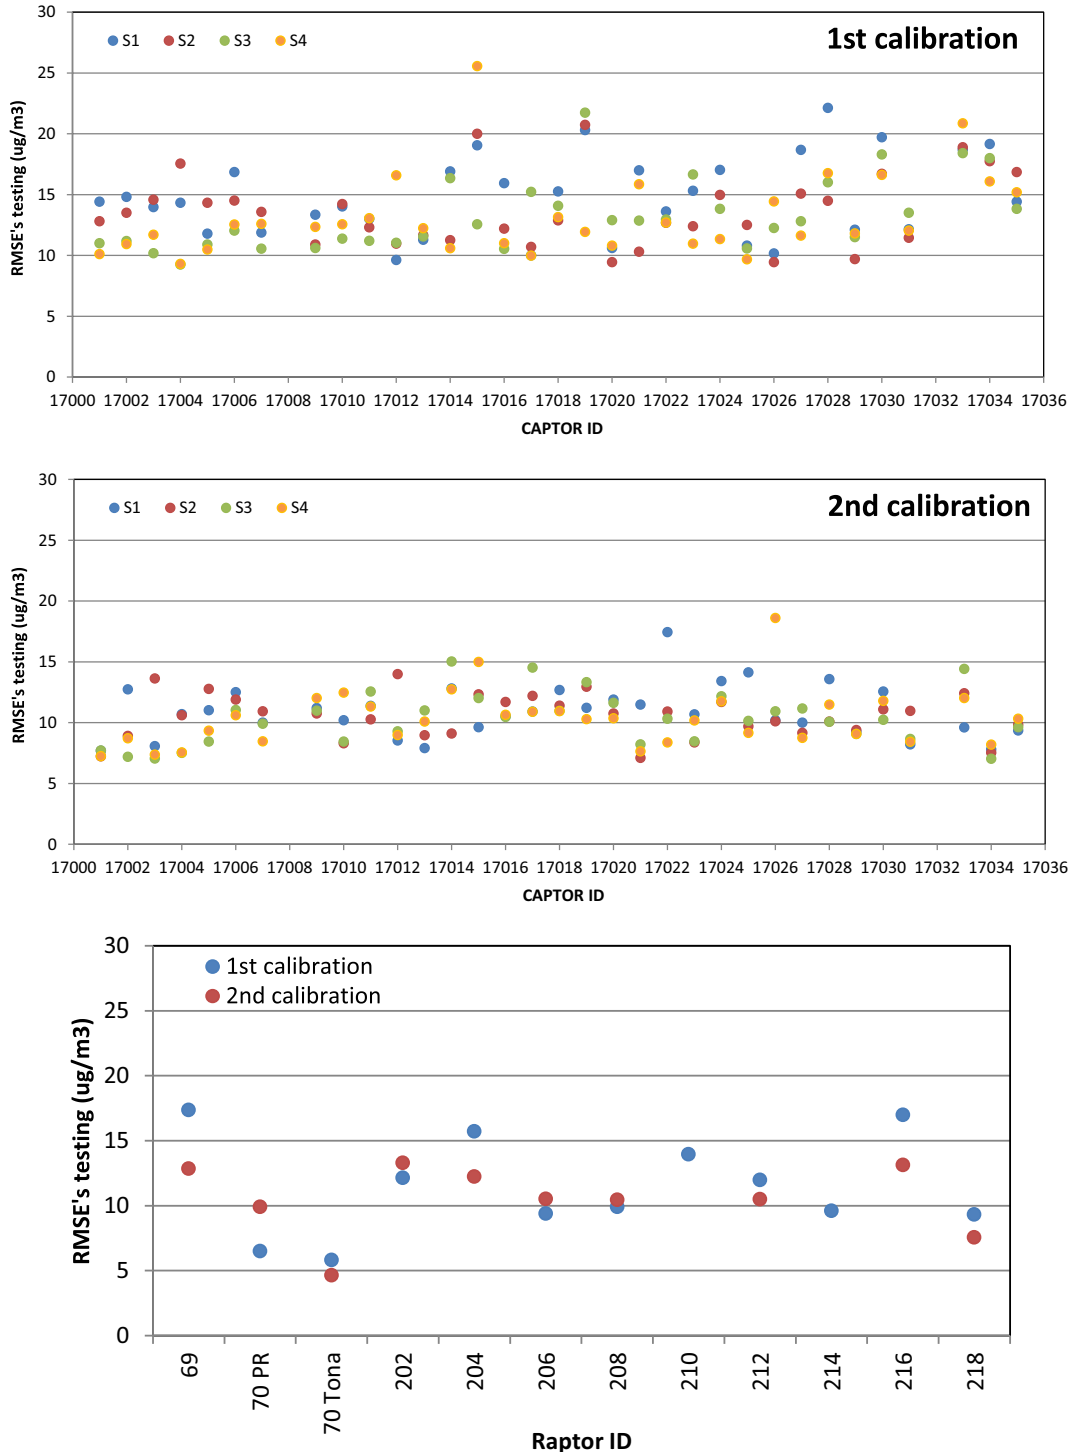 30
S1 S2 S3 S4
1st calibration
25
20
15
10
5
0
RMSE's testing (ug/m3)
17000 17002 17004 17006 17008 17010 17012 17014 17016 17018 17020 17022 17024 17026 17028 17030 17032 17034 17036
CAPTOR ID
30
S1 S2 S3 S4
2nd calibration
25
20
15
10
5
0
RMSE's testing (ug/m3)
17000 17002 17004 17006 17008 17010 17012 17014 17016 17018 17020 17022 17024 17026 17028 17030 17032 17034 17036
CAPTOR ID
30
1st calibration
2nd calibration
25
20
15
10
5
0
RMSE's testing (ug/m3)
69 70 PR 70 Tona 202 204 206 208 210 212 214 216 218
Raptor ID